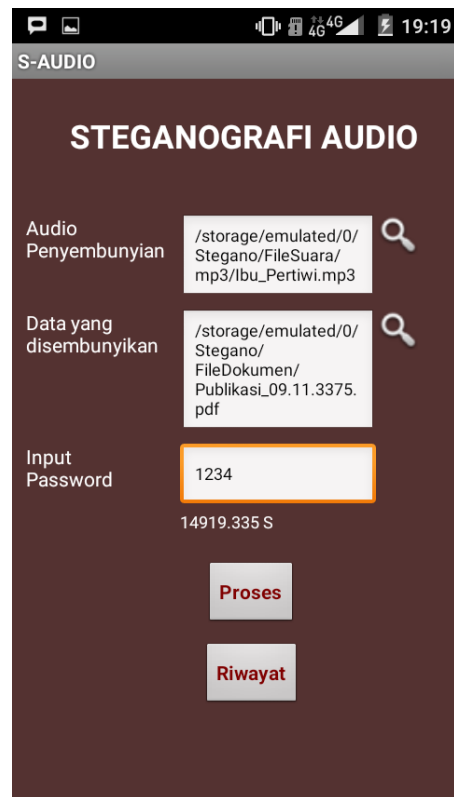 4G 4G 19:19
S-AUDIO
STEGANOGRAFI AUDIO
Audio
Penyembunyian
/storage/emulated/0/
Stegano/FileSuara/
mp3/Ibu_Pertiwi.mp3
Data yang
disembunyikan
/storage/emulated/0/
Stegano/
FileDokumen/
Publikasi_09.11.3375.
pdf
Input
Password
1234
14919.335 S
Proses
Riwayat